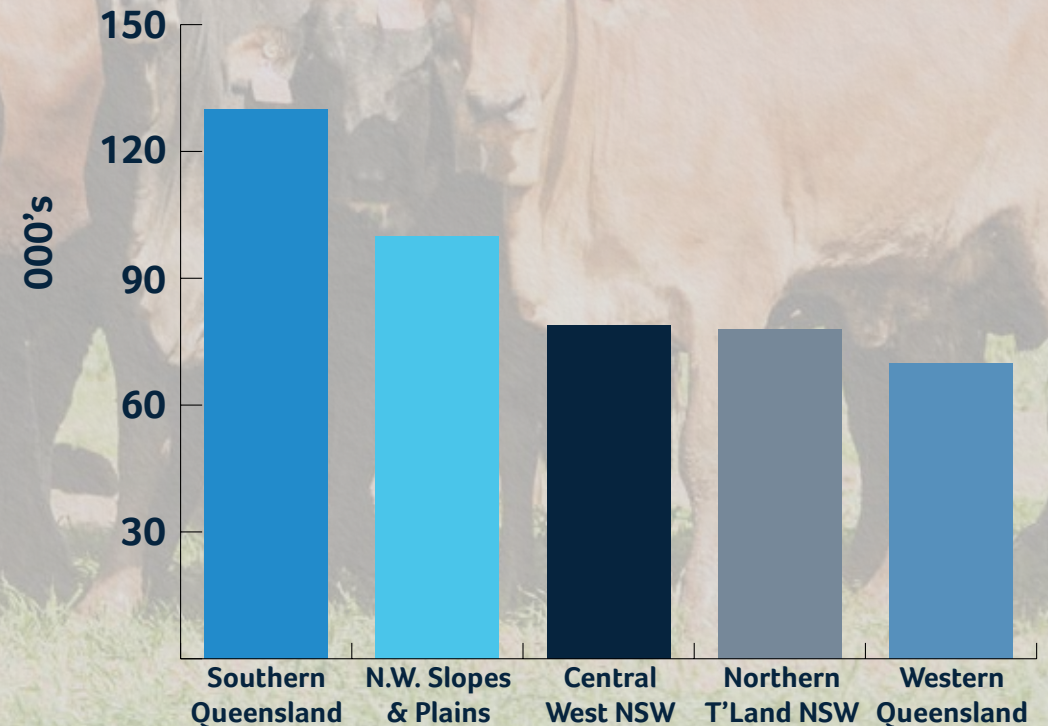 000's
150
120
90
60
30
Southern
Queensland
N.W. Slopes
& Plains
Central
West NSW
Northern
T'Land NSW
Western
Queensland